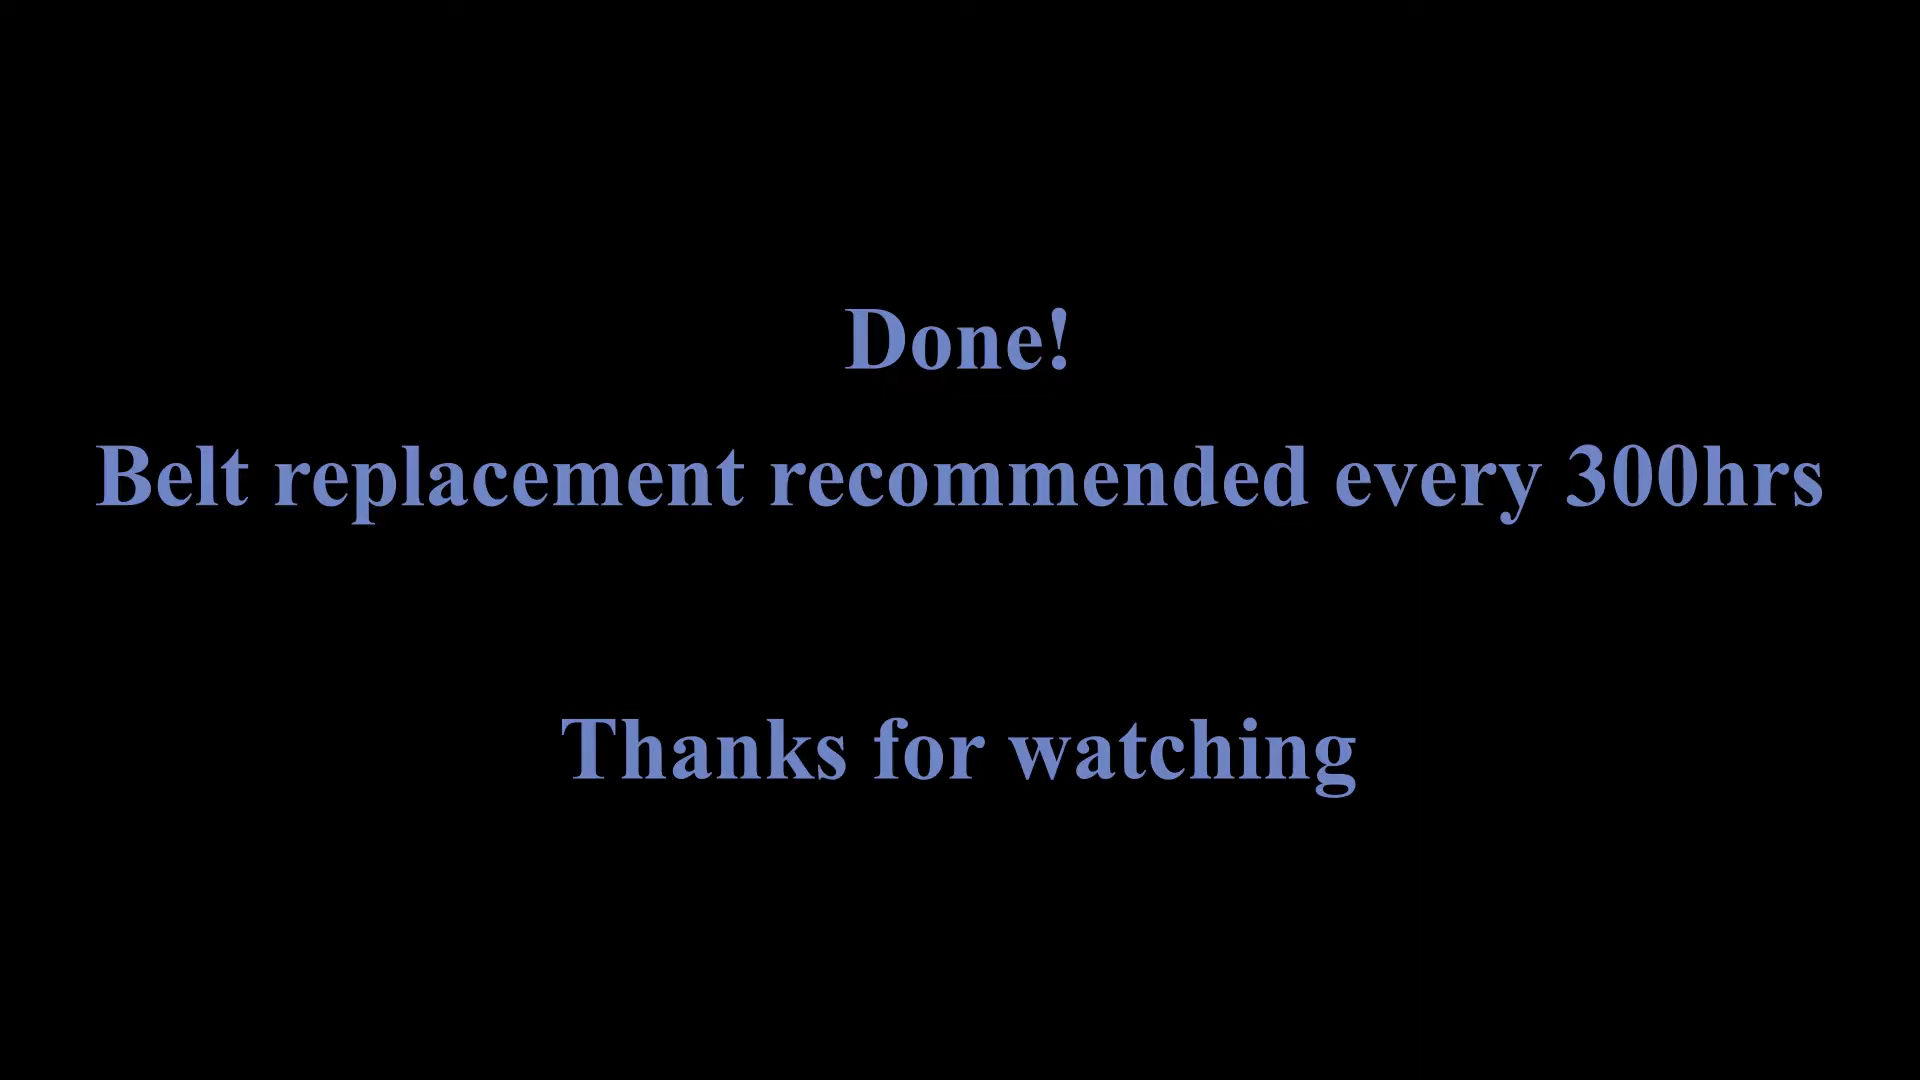 Done!
Belt replacement recommended every 300hrs
Thanks for watching